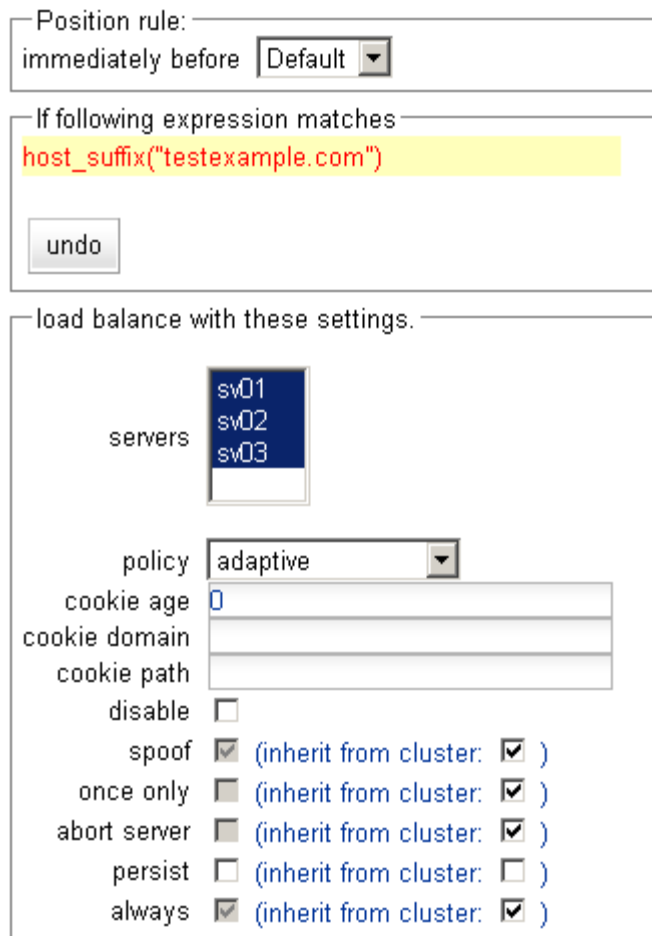 Position rule:
immediately before Default
If following expression matches
host_suffix("testexample.com")
undo
load balance with these settings.
sv01
sv02
sv03
servers
policy adaptive
cookie age 0
cookie domain
cookie path
disable
spoof (inherit from cluster: )
once only (inherit from cluster: )
abort server (inherit from cluster: )
persist (inherit from cluster: )
always (inherit from cluster: )